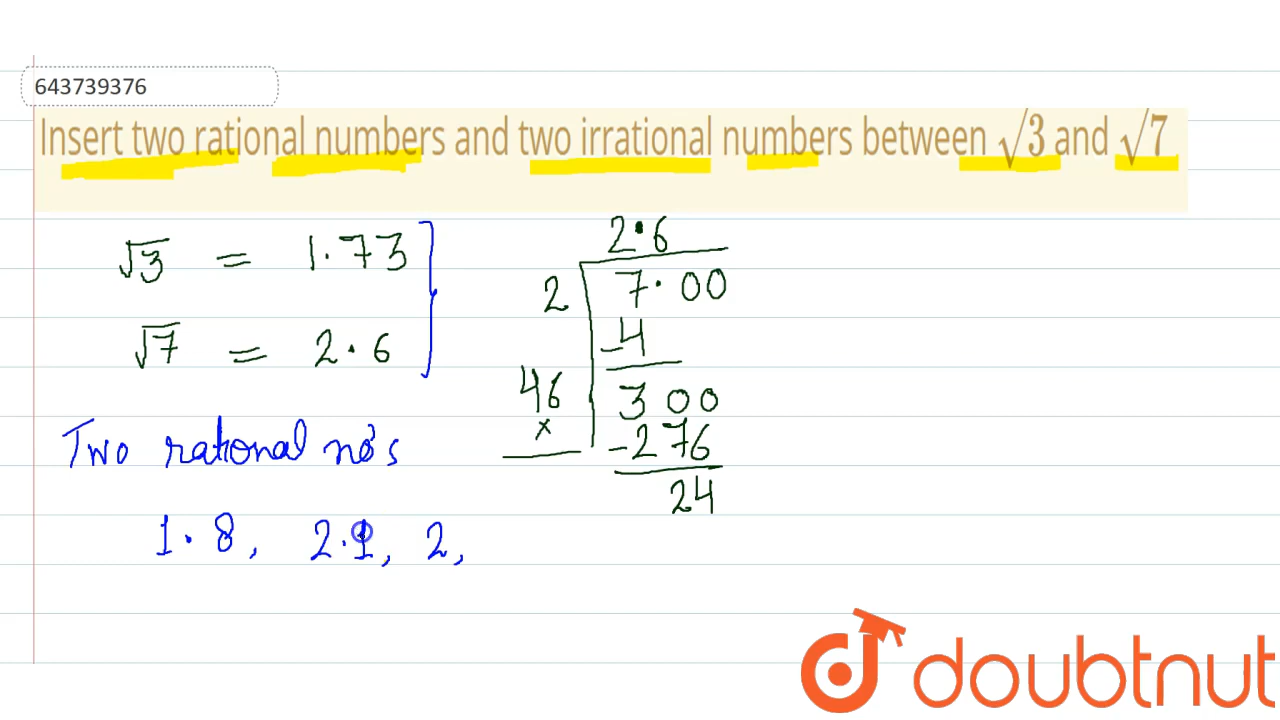 643739376
Insert two rational numbers and two irrational numbers between √3 and √7
√3 = 1.73
√7 = 2.6
Two rational no's
1.8, 2.1, 2,
2.6
2 7.00
-4
46 300
x -276
24
doubtnut